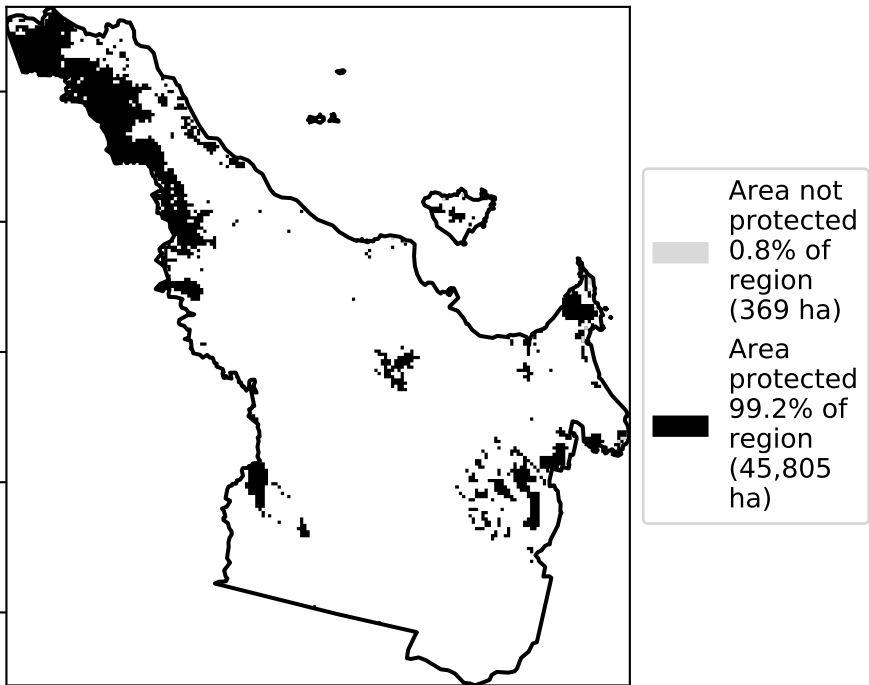 Area not
protected
0.8% of
region
(369 ha)
Area
protected
99.2% of
region
(45,805
ha)